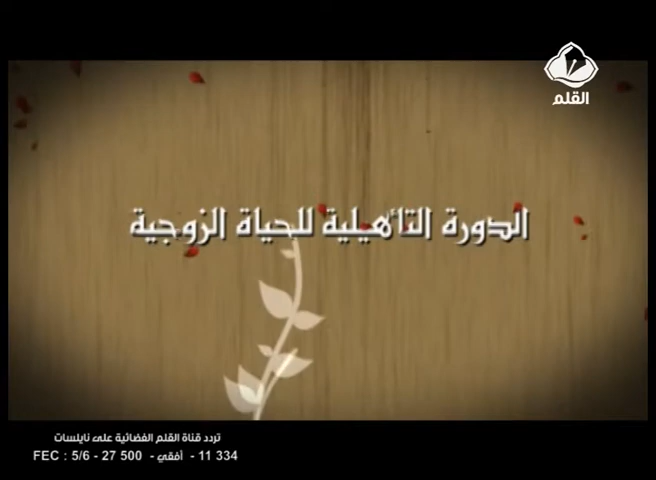 القلم
الدورة التأهيلية للحياة الزوجية
تردد قناة القلم الفضائية على نايلسات
11 334 - أفقي - 27 500 - FEC : 5/6